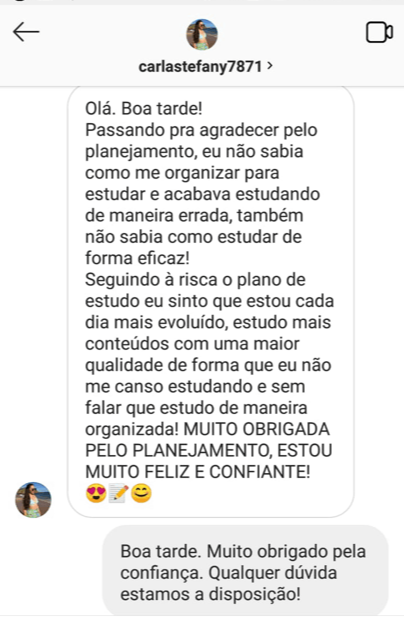 carlastefany7871
Olá. Boa tarde!
Passando pra agradecer pelo
planejamento, eu não sabia
como me organizar para
estudar e acabava estudando
de maneira errada, também
não sabia como estudar de
forma eficaz!
Seguindo à risca o plano de
estudo eu sinto que estou cada
dia mais evoluído, estudo mais
conteúdos com uma maior
qualidade de forma que eu não
me canso estudando e sem
falar que estudo de maneira
organizada! MUITO OBRIGADA
PELO PLANEJAMENTO, ESTOU
MUITO FELIZ E CONFIANTE!
😍📝😊
Boa tarde. Muito obrigado pela
confiança. Qualquer dúvida
estamos a disposição!